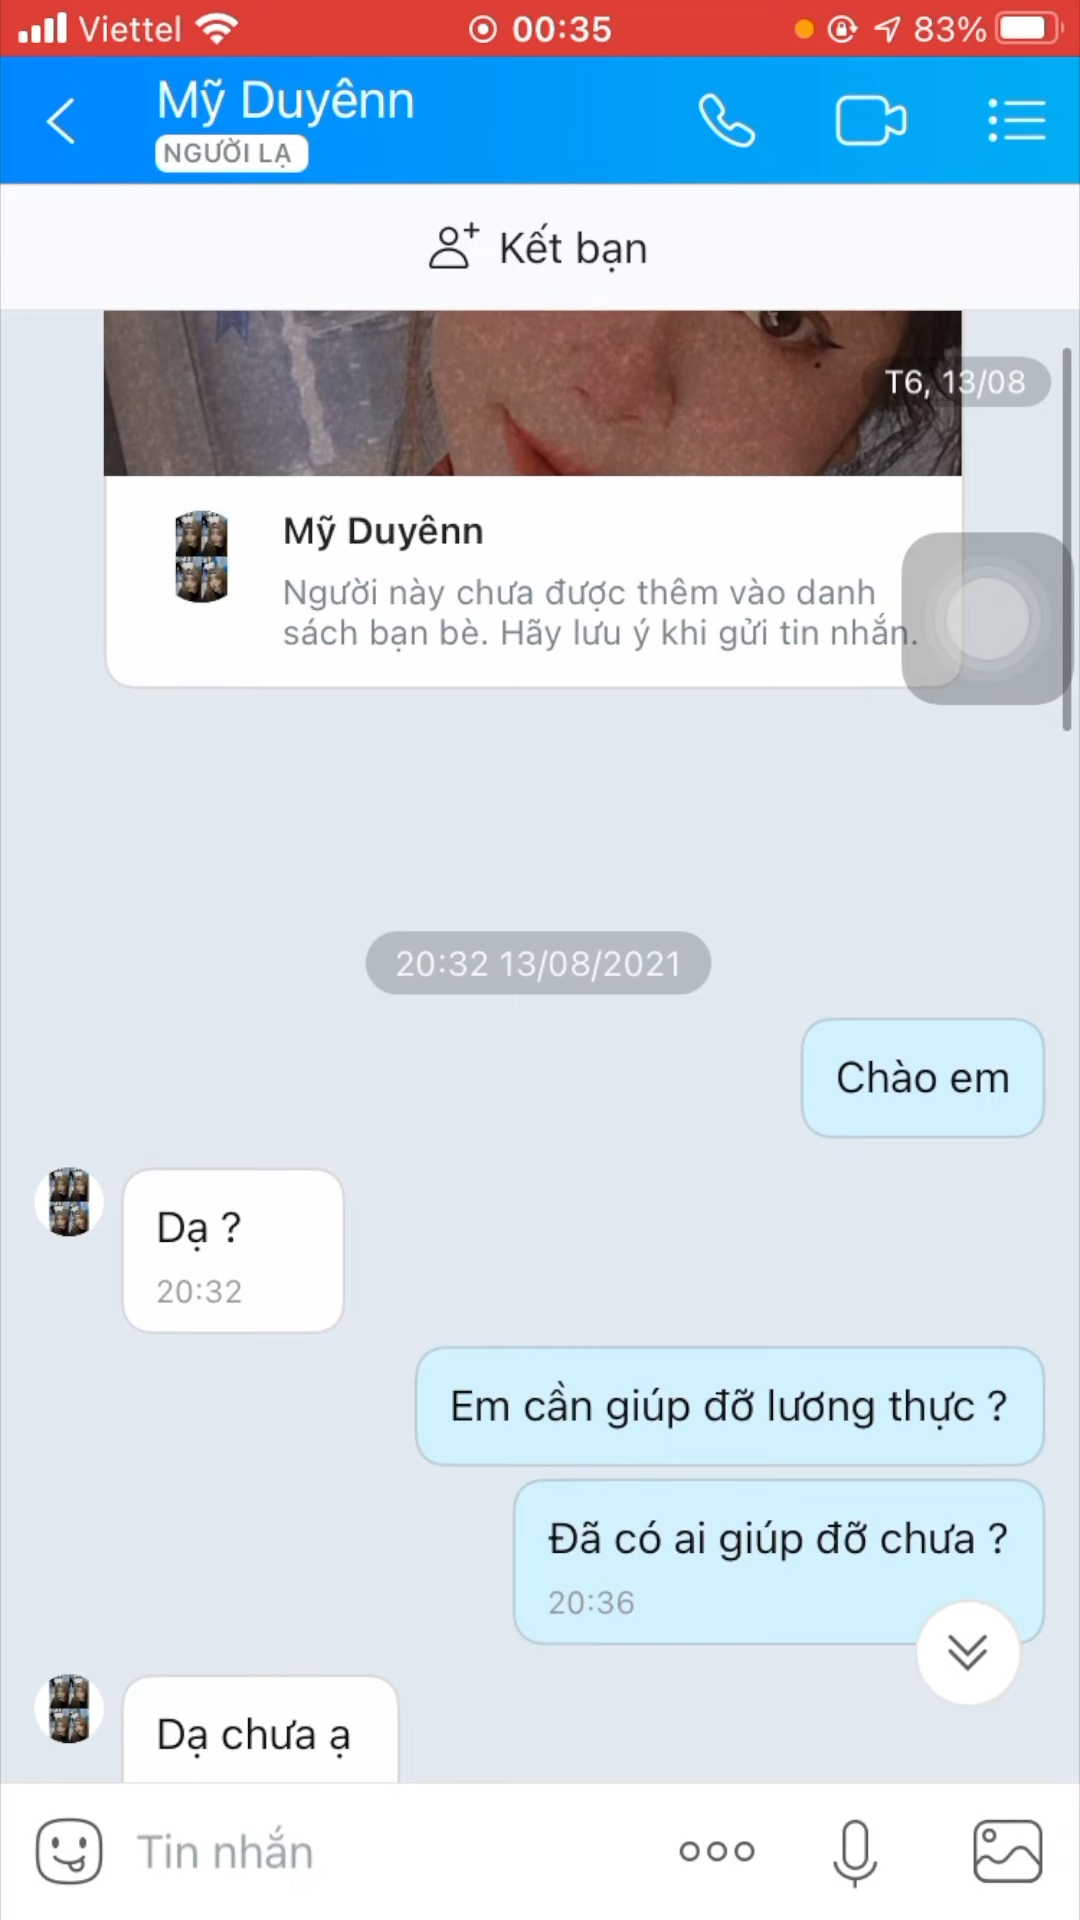 Viettel 00:35 83%
Mỹ Duyênn
NGƯỜI LẠ
Kết bạn
T6, 13/08
Mỹ Duyênn
Người này chưa được thêm vào danh
sách bạn bè. Hãy lưu ý khi gửi tin nhắn.
20:32 13/08/2021
Chào em
Dạ ?
20:32
Em cần giúp đỡ lương thực ?
Đã có ai giúp đỡ chưa ?
20:36
Dạ chưa ạ
Tin nhắn